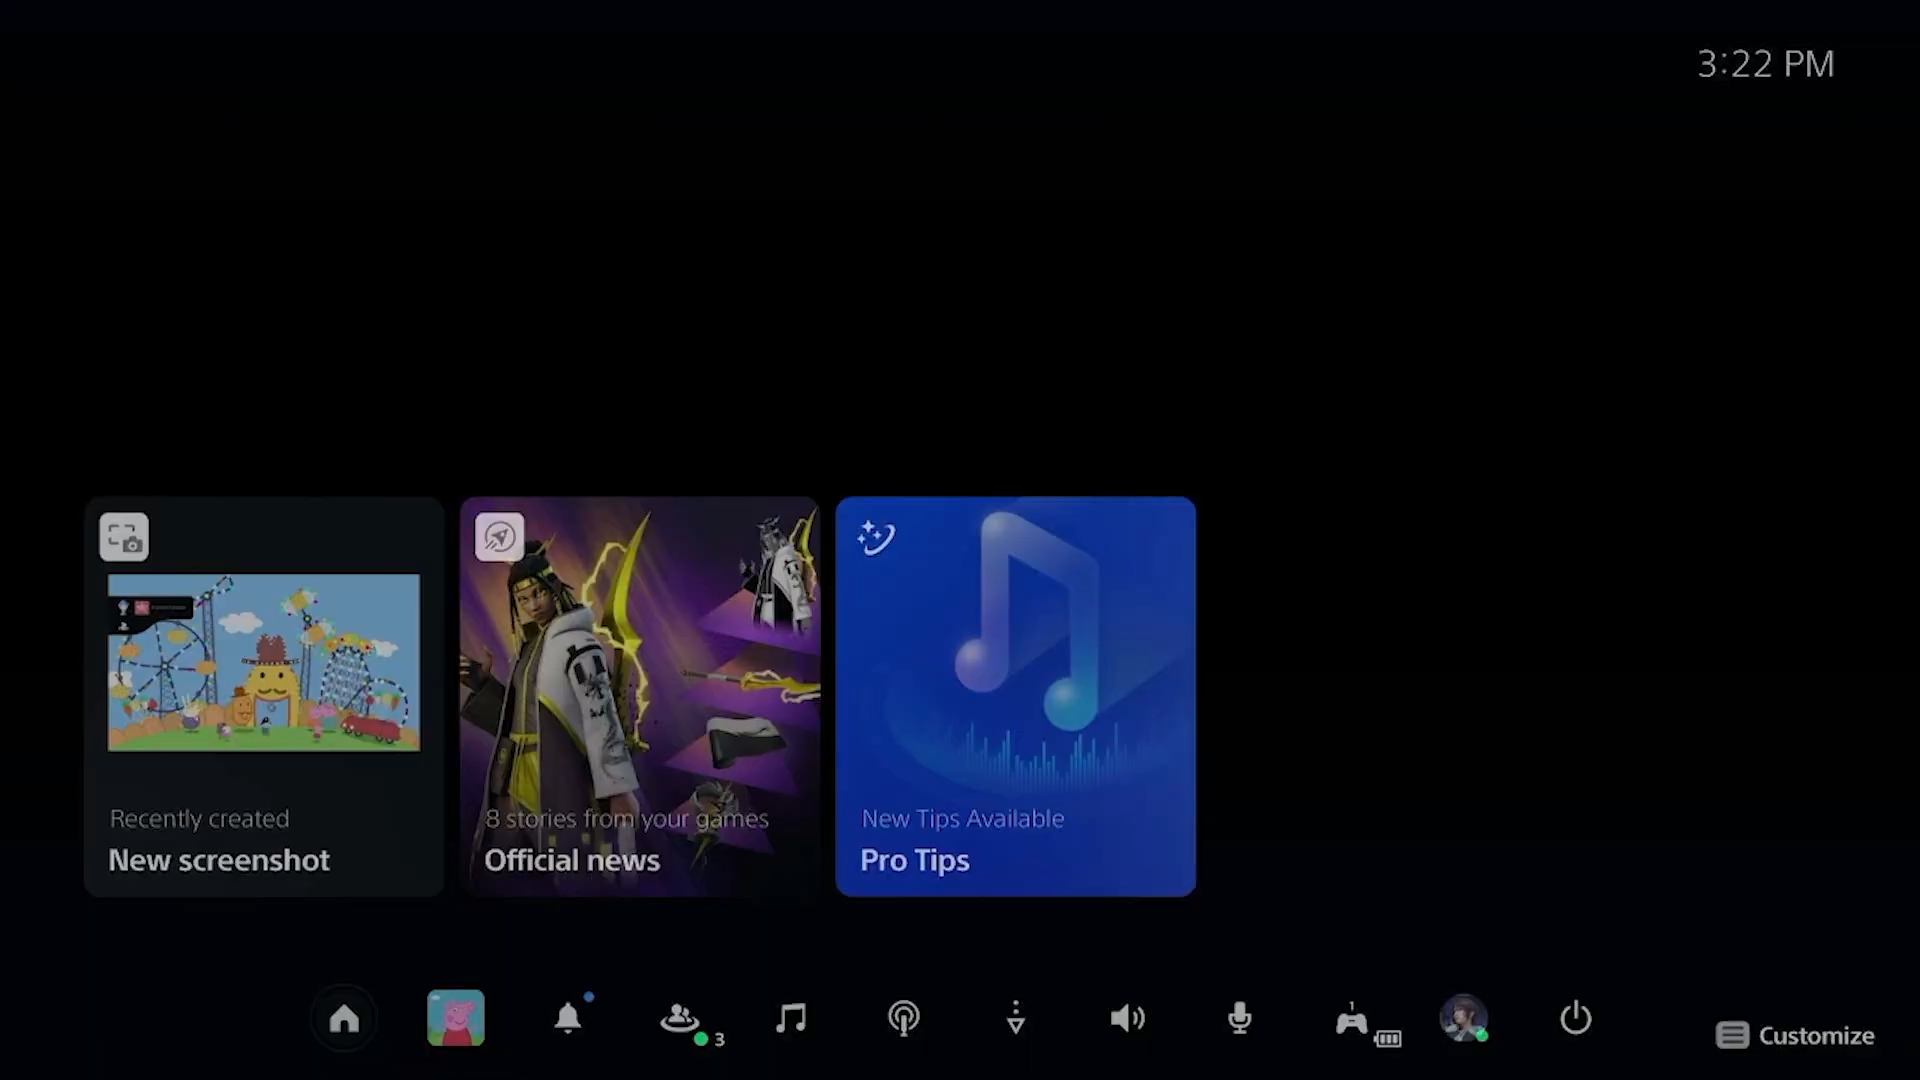 3:22 PM
Recently created
New screenshot
8 stories from your games
Official news
New Tips Available
Pro Tips
3
1
Customize